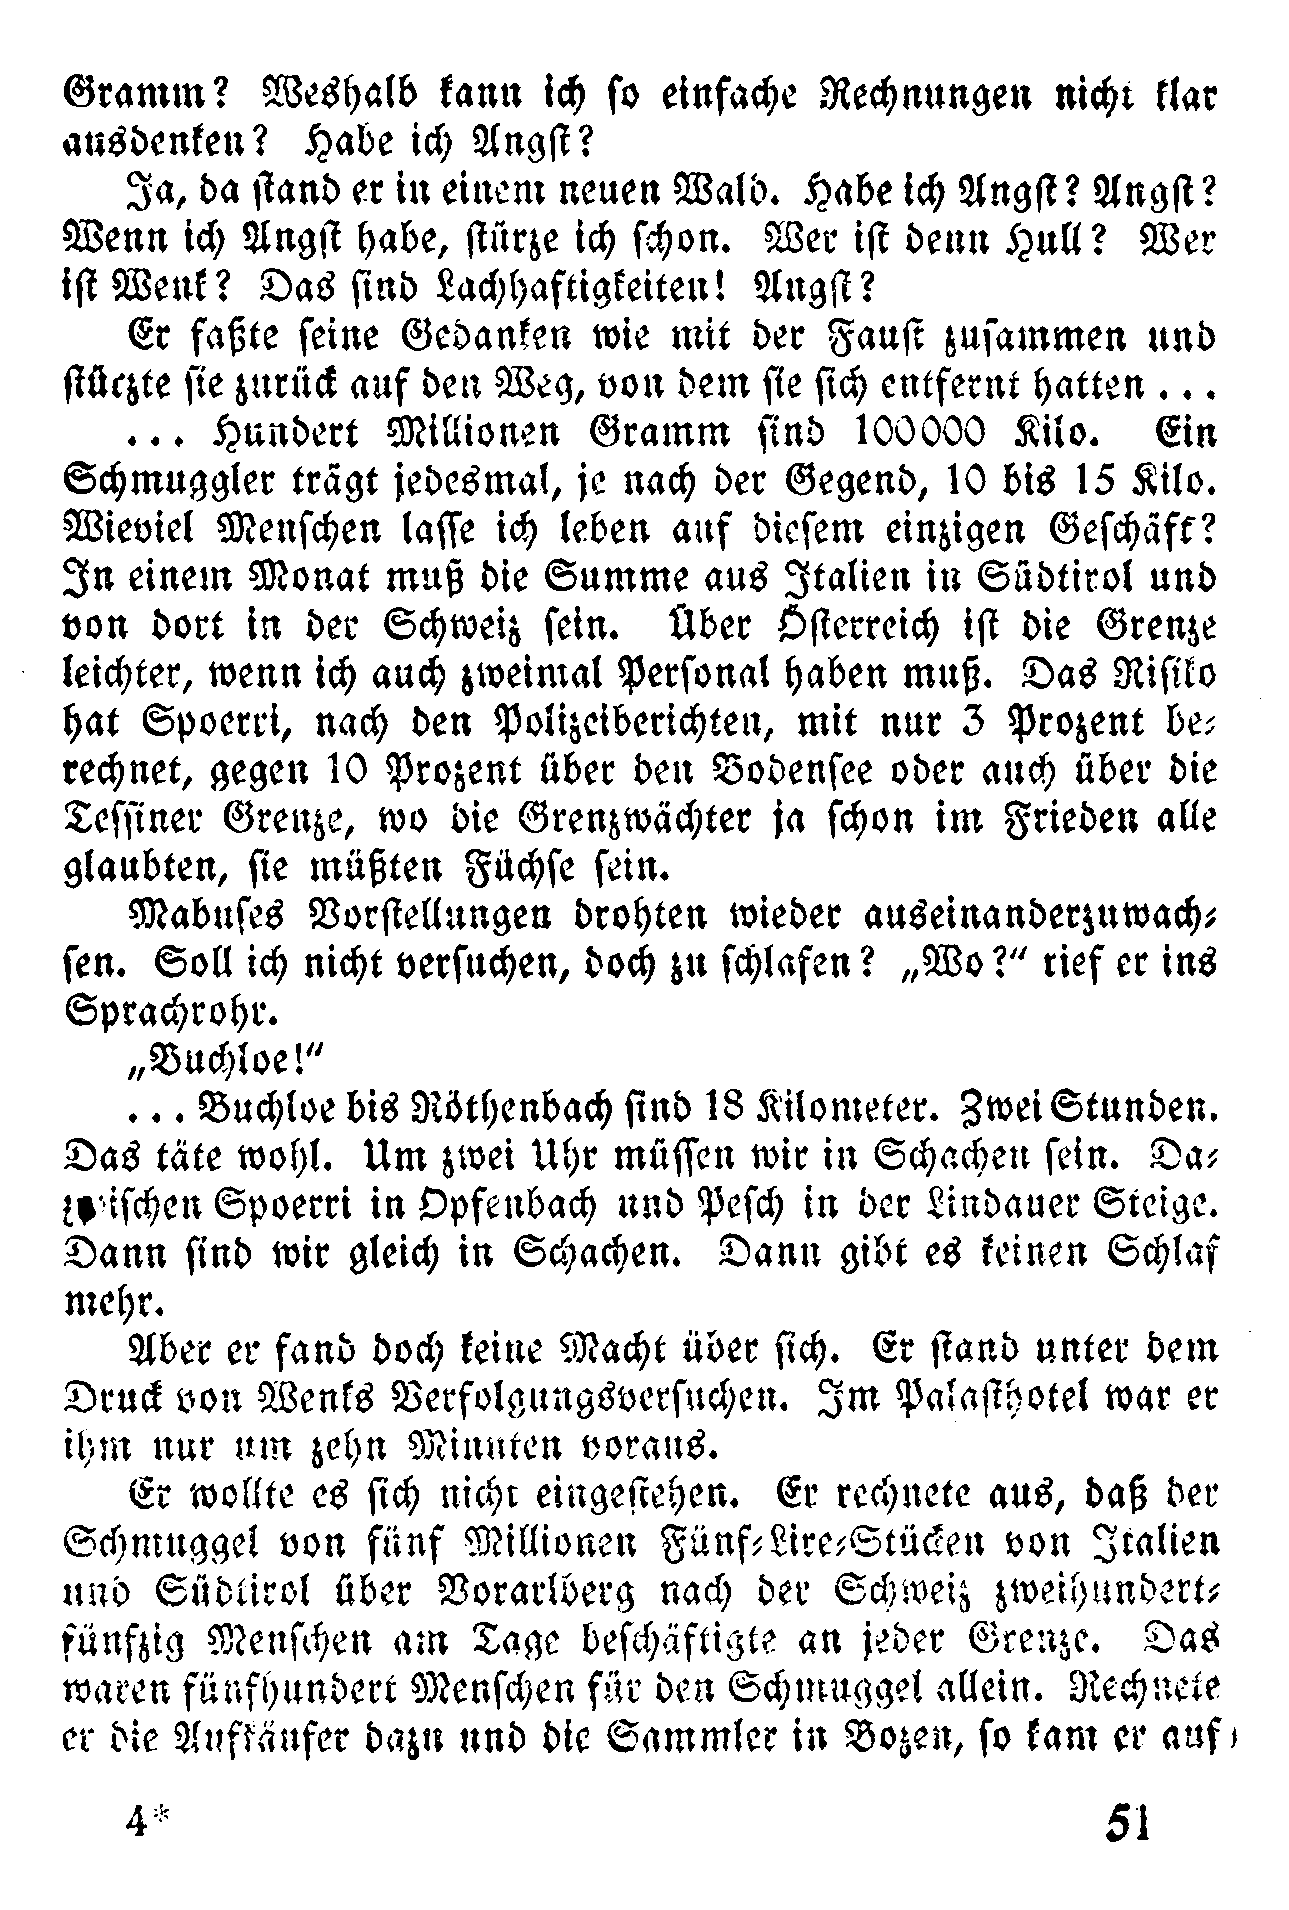 Gramm? Weshalb kann ich so einfache Rechnungen nicht klar
ausdenken? Habe ich Angst?
Ja, da stand er in einem neuen Wald. Habe ich Angst? Angst?
Wenn ich Angst habe, stürze ich schon. Wer ist denn Hull? Wer
ist Wenk? Das sind Lachhaftigkeiten! Angst?
Er faßte seine Gedanken wie mit der Faust zusammen und
stürzte sie zurück auf den Weg, von dem sie sich entfernt hatten ...
... Hundert Millionen Gramm sind 100000 Kilo. Ein
Schmuggler trägt jedesmal, je nach der Gegend, 10 bis 15 Kilo.
Wieviel Menschen lasse ich leben auf diesem einzigen Geschäft?
In einem Monat muß die Summe aus Italien in Südtirol und
von dort in der Schweiz sein. Über Österreich ist die Grenze
leichter, wenn ich auch zweimal Personal haben muß. Das Risiko
hat Spoerri, nach den Polizeiberichten, mit nur 3 Prozent be-
rechnet, gegen 10 Prozent über den Bodensee oder auch über die
Tessiner Grenze, wo die Grenzwächter ja schon im Frieden alle
glaubten, sie müßten Füchse sein.
Mabuses Vorstellungen drohten wieder auseinanderzuwach-
sen. Soll ich nicht versuchen, doch zu schlafen? „Wo?“ rief er ins
Sprachrohr.
„Buchloe!“
... Buchloe bis Röthenbach sind 18 Kilometer. Zwei Stunden.
Das täte wohl. Um zwei Uhr müssen wir in Schachen sein. Da-
zwischen Spoerri in Opfenbach und Pesch in der Lindauer Steige.
Dann sind wir gleich in Schachen. Dann gibt es keinen Schlaf
mehr.
Aber er fand doch keine Macht über sich. Er stand unter dem
Druck von Wenks Verfolgungsversuchen. Im Palasthotel war er
ihm nur um zehn Minuten voraus.
Er wollte es sich nicht eingestehen. Er rechnete aus, daß der
Schmuggel von fünf Millionen Fünf-Lire-Stücken von Italien
und Südtirol über Vorarlberg nach der Schweiz zweihundert-
fünfzig Menschen am Tage beschäftigte an jeder Grenze. Das
waren fünfhundert Menschen für den Schmuggel allein. Rechnete
er die Aufkäufer dazu und die Sammler in Bozen, so kam er auf
4* 51